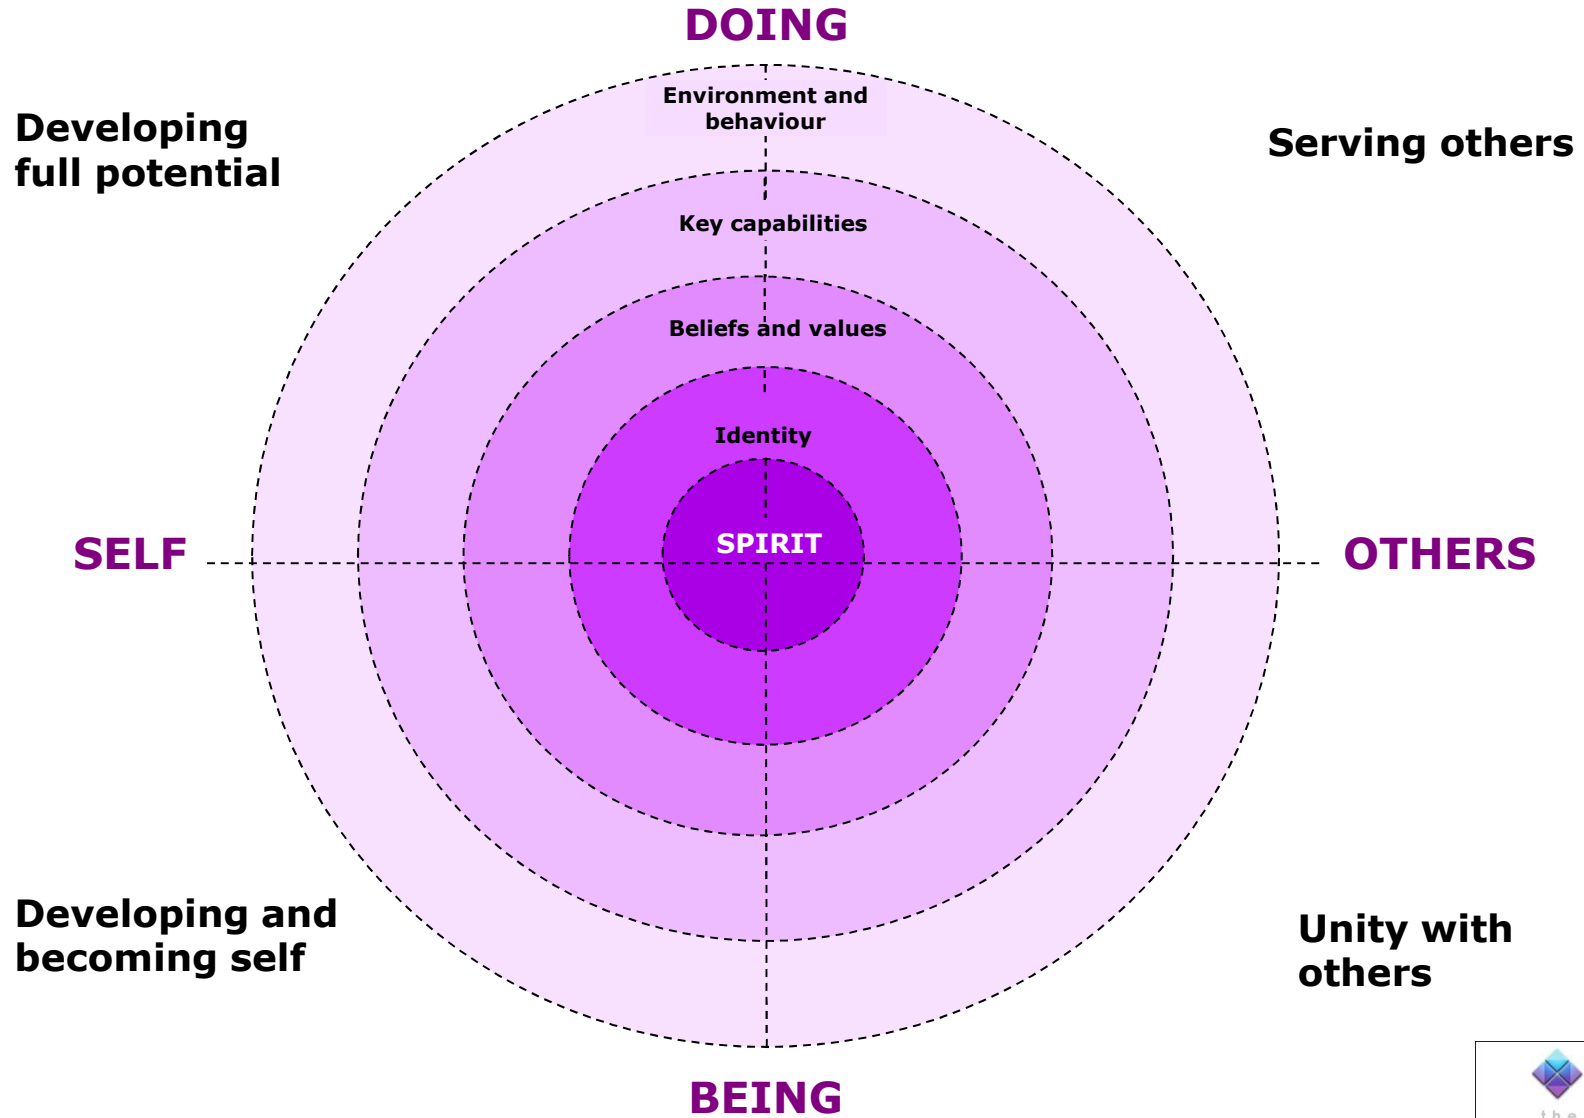 DOING
Environment and
behaviour
Developing
full potential
Serving others
Key capabilities
Beliefs and values
Identity
SPIRIT
SELF
OTHERS
Developing and
becoming self
Unity with
others
BEING
the